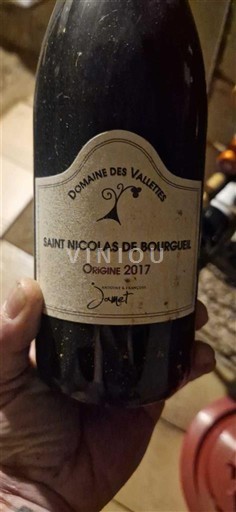 DOMAINE DES VALLETTES
SAINT NICOLAS DE BOURGUEIL
VINIOU
ORIGINE 2017
Jamet